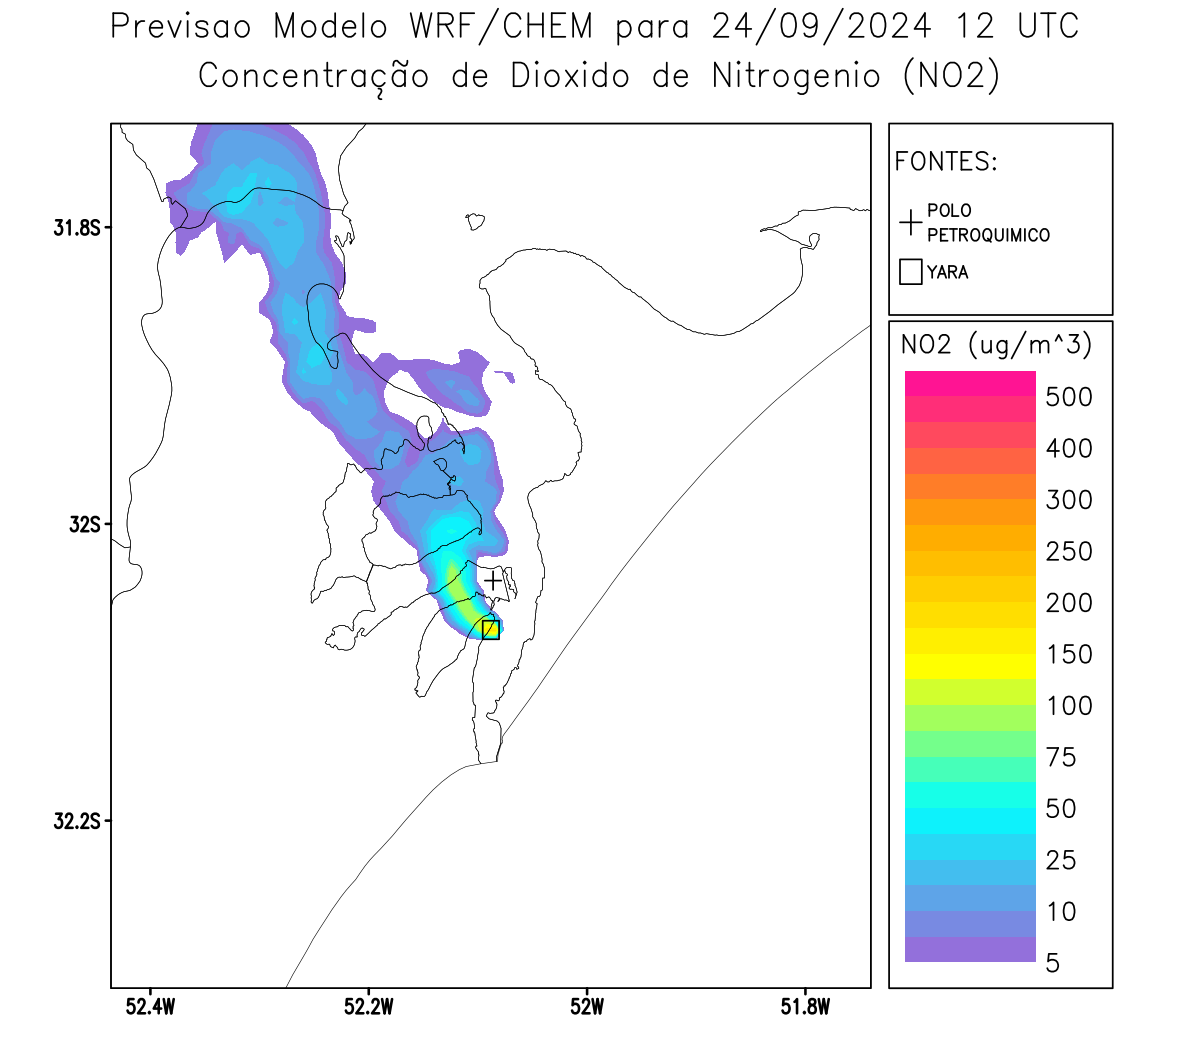 Previsao Modelo WRF/CHEM para 24/09/2024 12 UTC
Concentração de Dioxido de Nitrogenio (NO2)
FONTES:
POLO
PETROQUIMICO
YARA
NO2 (ug/m^3)
500
400
300
250
200
150
100
75
50
25
10
5
31.8S
32S
32.2S
52.4W
52.2W
52W
51.8W